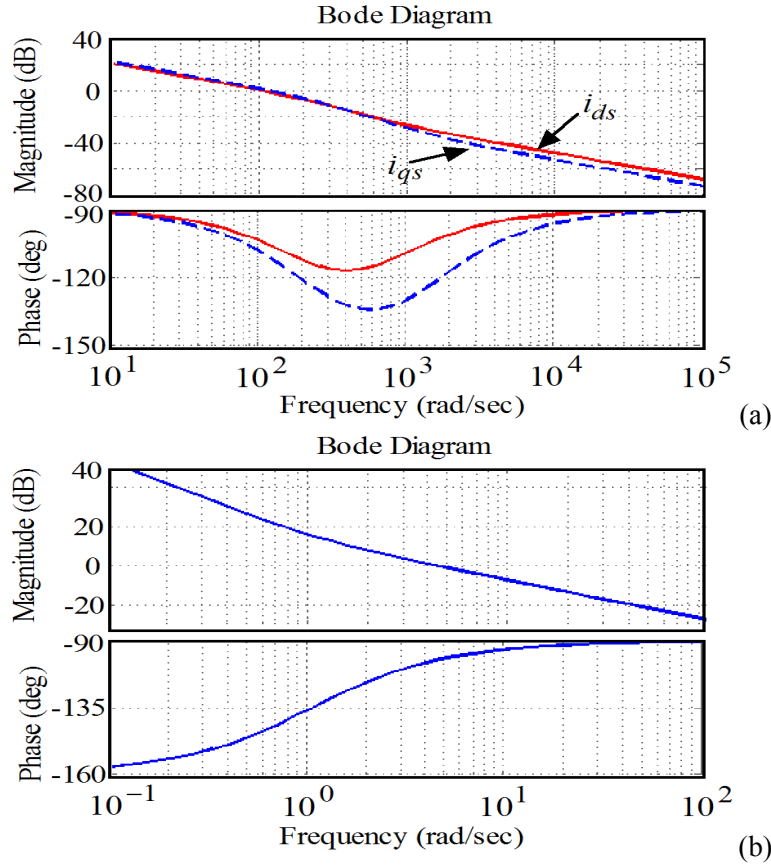 Bode Diagram
Magnitude (dB)
40
0
-40
-80
i_ds
i_qs
Phase (deg)
-90
-120
-150
10^1
10^2
10^3
10^4
10^5
Frequency (rad/sec)
(a)
Bode Diagram
Magnitude (dB)
40
20
0
-20
Phase (deg)
-90
-135
-160
10^-1
10^0
10^1
10^2
Frequency (rad/sec)
(b)